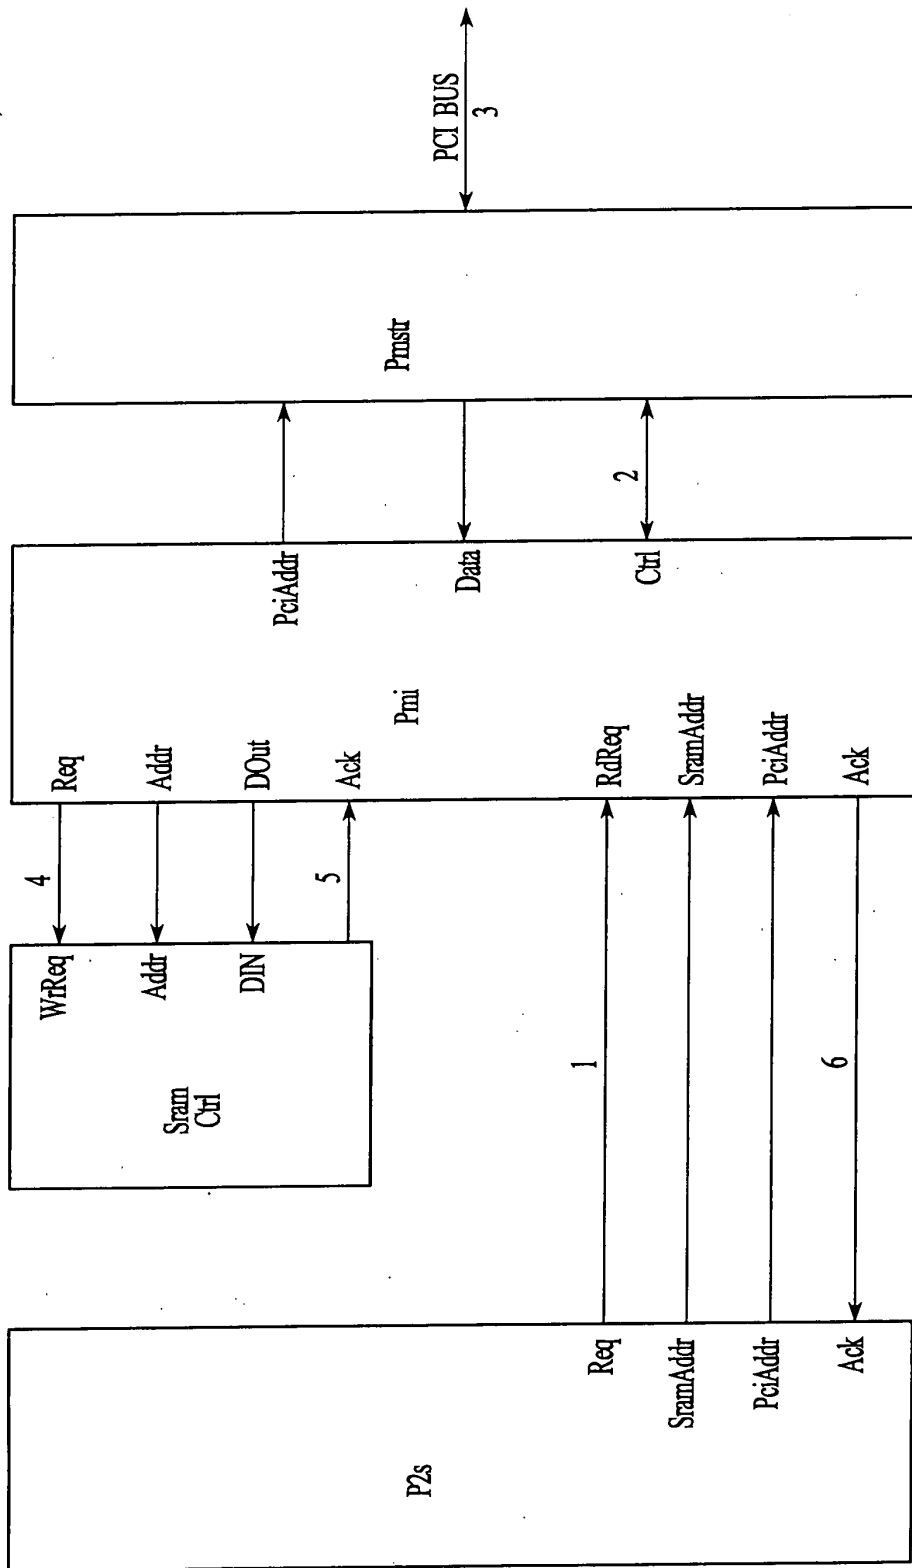 P2s
Req
SramAddr
PciAddr
Ack
Sram
Ctrl
WrReq
Addr
DIN
4
5
1
6
Req
Addr
DOut
Ack
Pmi
RdReq
SramAddr
PciAddr
Ack
PciAddr
Data
Ctrl
2
Pmstr
PCI BUS
3